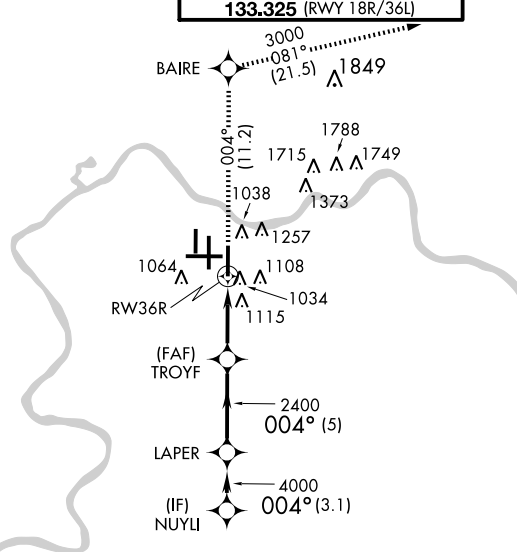 133.325 (RWY 18R/36L)
3000
081°
(21.5)
BAIRE
1849
004°
(11.2)
1788
1715
1749
1373
1038
1257
1064
1108
1034
RW36R
1115
(FAF)
TROYF
2400
004° (5)
LAPER
4000
004° (3.1)
(IF)
NUYLI